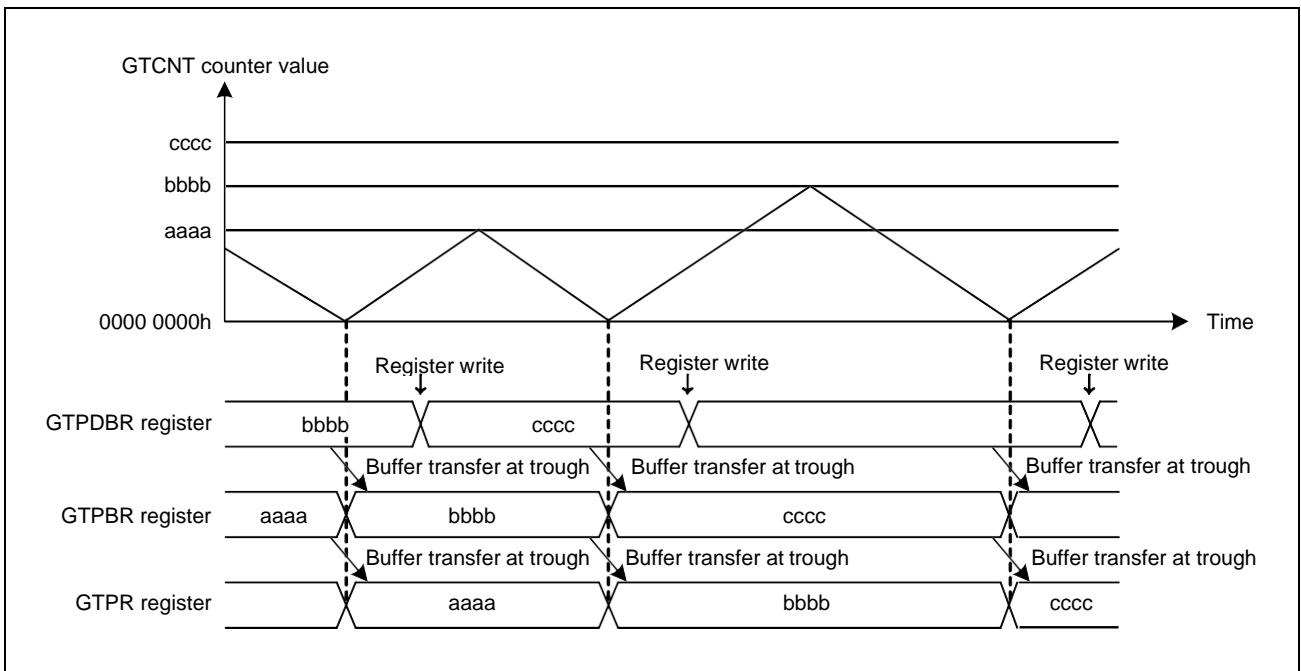 GTCNT counter value
cccc
bbbb
aaaa
0000 0000h
Time
Register write
Register write
Register write
GTPDBR register
bbbb
cccc
Buffer transfer at trough
Buffer transfer at trough
Buffer transfer at trough
GTPBR register
aaaa
bbbb
cccc
Buffer transfer at trough
Buffer transfer at trough
Buffer transfer at trough
GTPR register
aaaa
bbbb
cccc